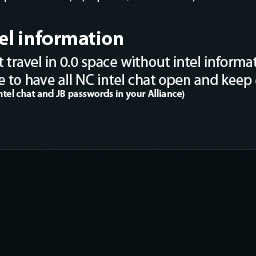 el information
t travel in 0.0 space without intel informat
e to have all NC intel chat open and keep
ntel chat and JB passwords in your Alliance)